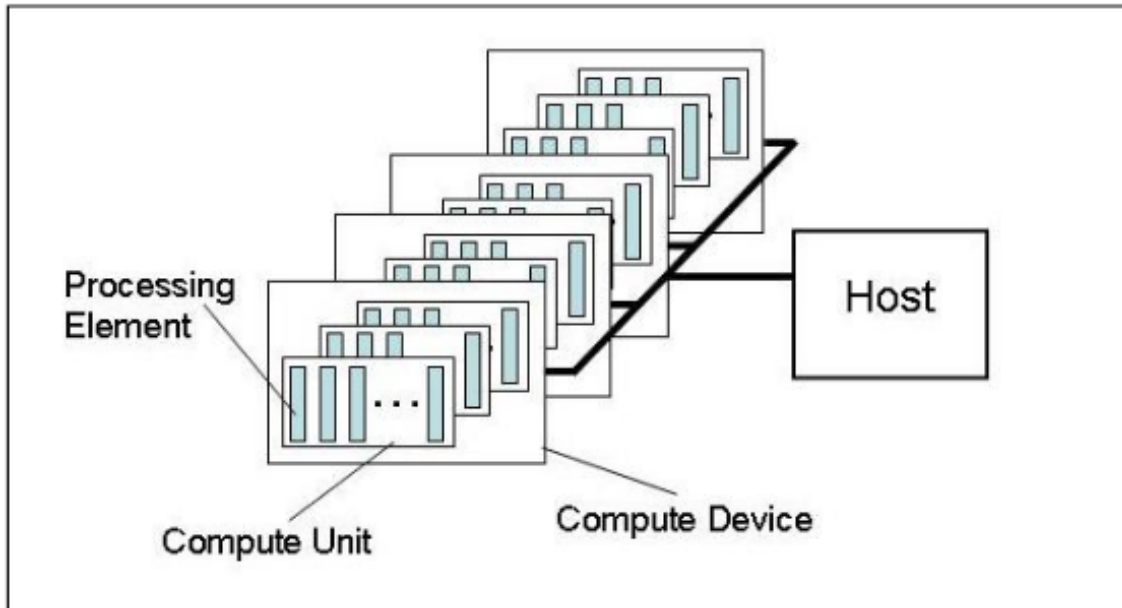 Processing
Element
Host
...
Compute Device
Compute Unit